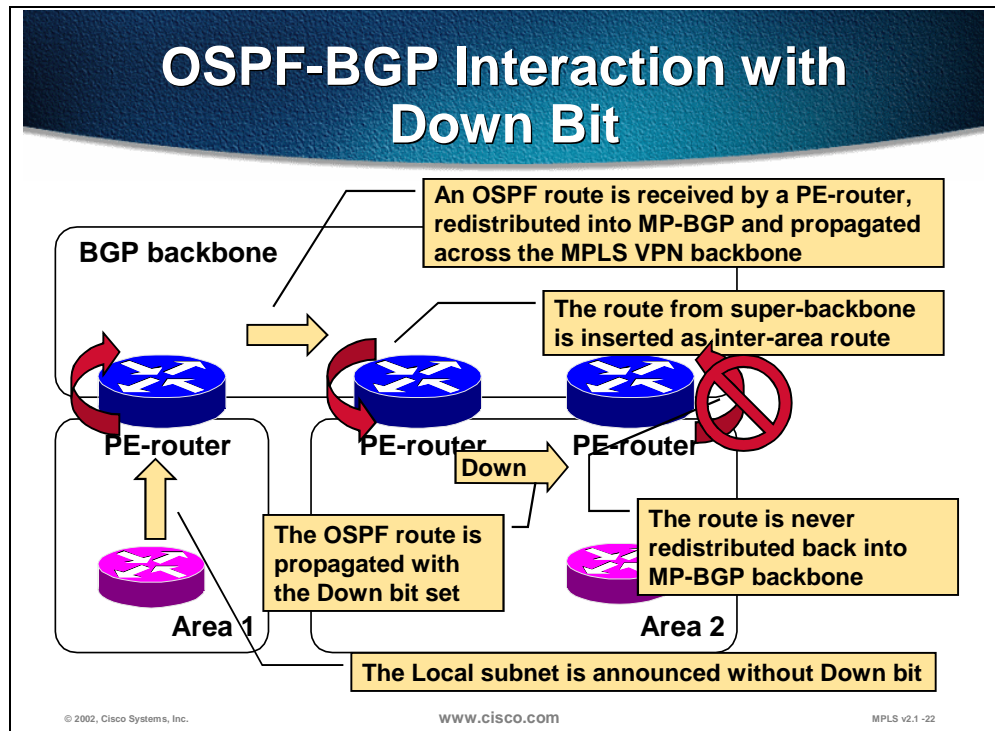 OSPF-BGP Interaction with
Down Bit
An OSPF route is received by a PE-router,
redistributed into MP-BGP and propagated
across the MPLS VPN backbone
BGP backbone
The route from super-backbone
is inserted as inter-area route
PE-router
PE-router
PE-router
Down
The OSPF route is
propagated with
the Down bit set
The route is never
redistributed back into
MP-BGP backbone
Area 1
Area 2
The Local subnet is announced without Down bit
© 2002, Cisco Systems, Inc.
www.cisco.com
MPLS v2.1 -22